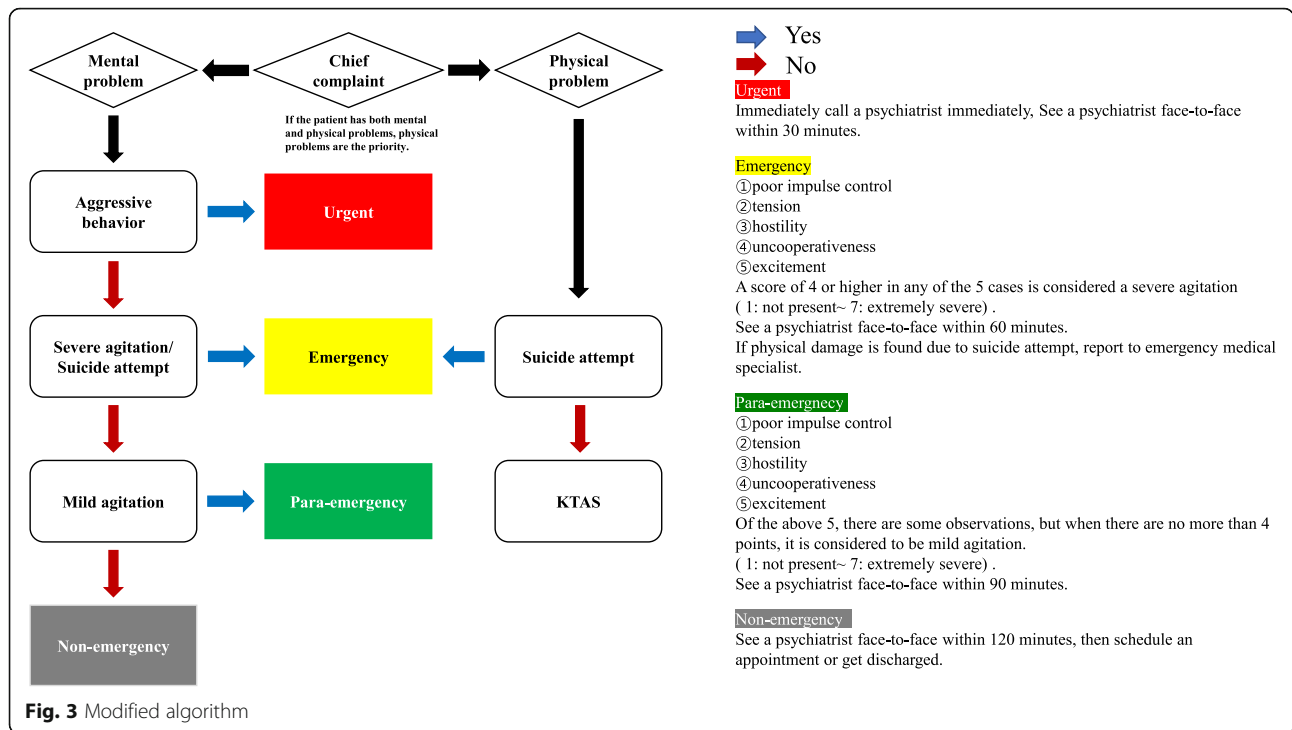 Mental
problem
Chief
complaint
Physical
problem
If the patient has both mental
and physical problems, physical
problems are the priority.
Aggressive
behavior
Urgent
Severe agitation/
Suicide attempt
Emergency
Suicide attempt
Mild agitation
Para-emergency
KTAS
Non-emergency
Yes
No
Urgent
Immediately call a psychiatrist immediately, See a psychiatrist face-to-face
within 30 minutes.
Emergency
①poor impulse control
②tension
③hostility
④uncooperativeness
⑤excitement
A score of 4 or higher in any of the 5 cases is considered a severe agitation
( 1: not present~ 7: extremely severe) .
See a psychiatrist face-to-face within 60 minutes.
If physical damage is found due to suicide attempt, report to emergency medical
specialist.
Para-emergnecy
①poor impulse control
②tension
③hostility
④uncooperativeness
⑤excitement
Of the above 5, there are some observations, but when there are no more than 4
points, it is considered to be mild agitation.
( 1: not present~ 7: extremely severe) .
See a psychiatrist face-to-face within 90 minutes.
Non-emergency
See a psychiatrist face-to-face within 120 minutes, then schedule an
appointment or get discharged.
Fig. 3 Modified algorithm